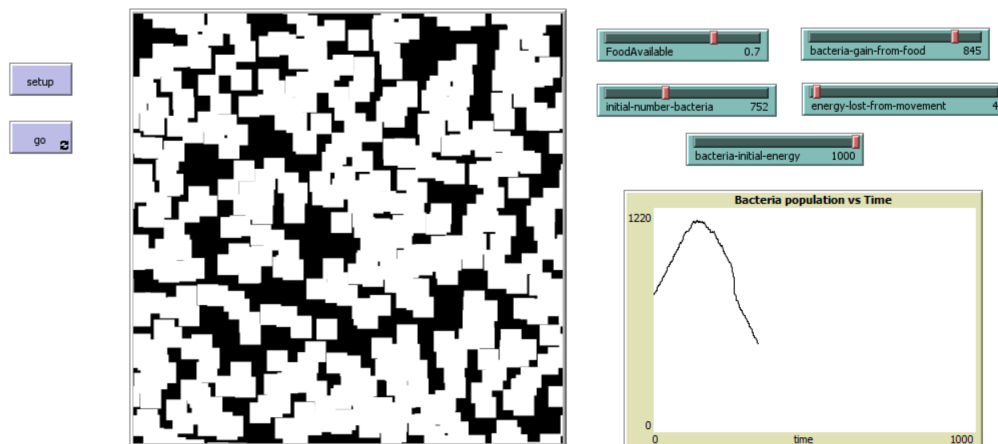 setup
go
FoodAvailable 0.7
bacteria-gain-from-food 845
initial-number-bacteria 752
energy-lost-from-movement 4
bacteria-initial-energy 1000
Bacteria population vs Time
1220
0
0 time 1000